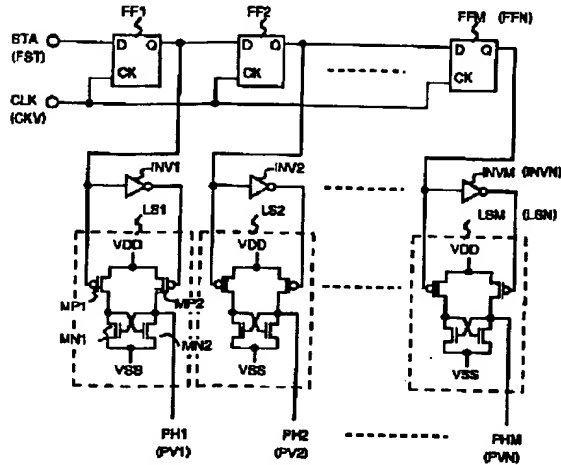 FF1 FF2 FFM (FFN)
STA D Q D Q D Q
(FST)
CK CK CK
CLK
(CKV)
INV1 INV2 INVM (INVN)
LS1 LS2 LSM (LSN)
VDD VDD VDD
MP1 MP2
MN1 MN2
VSS VSS VSS
PH1 PH2 PHM
(PV1) (PV2) (PVN)